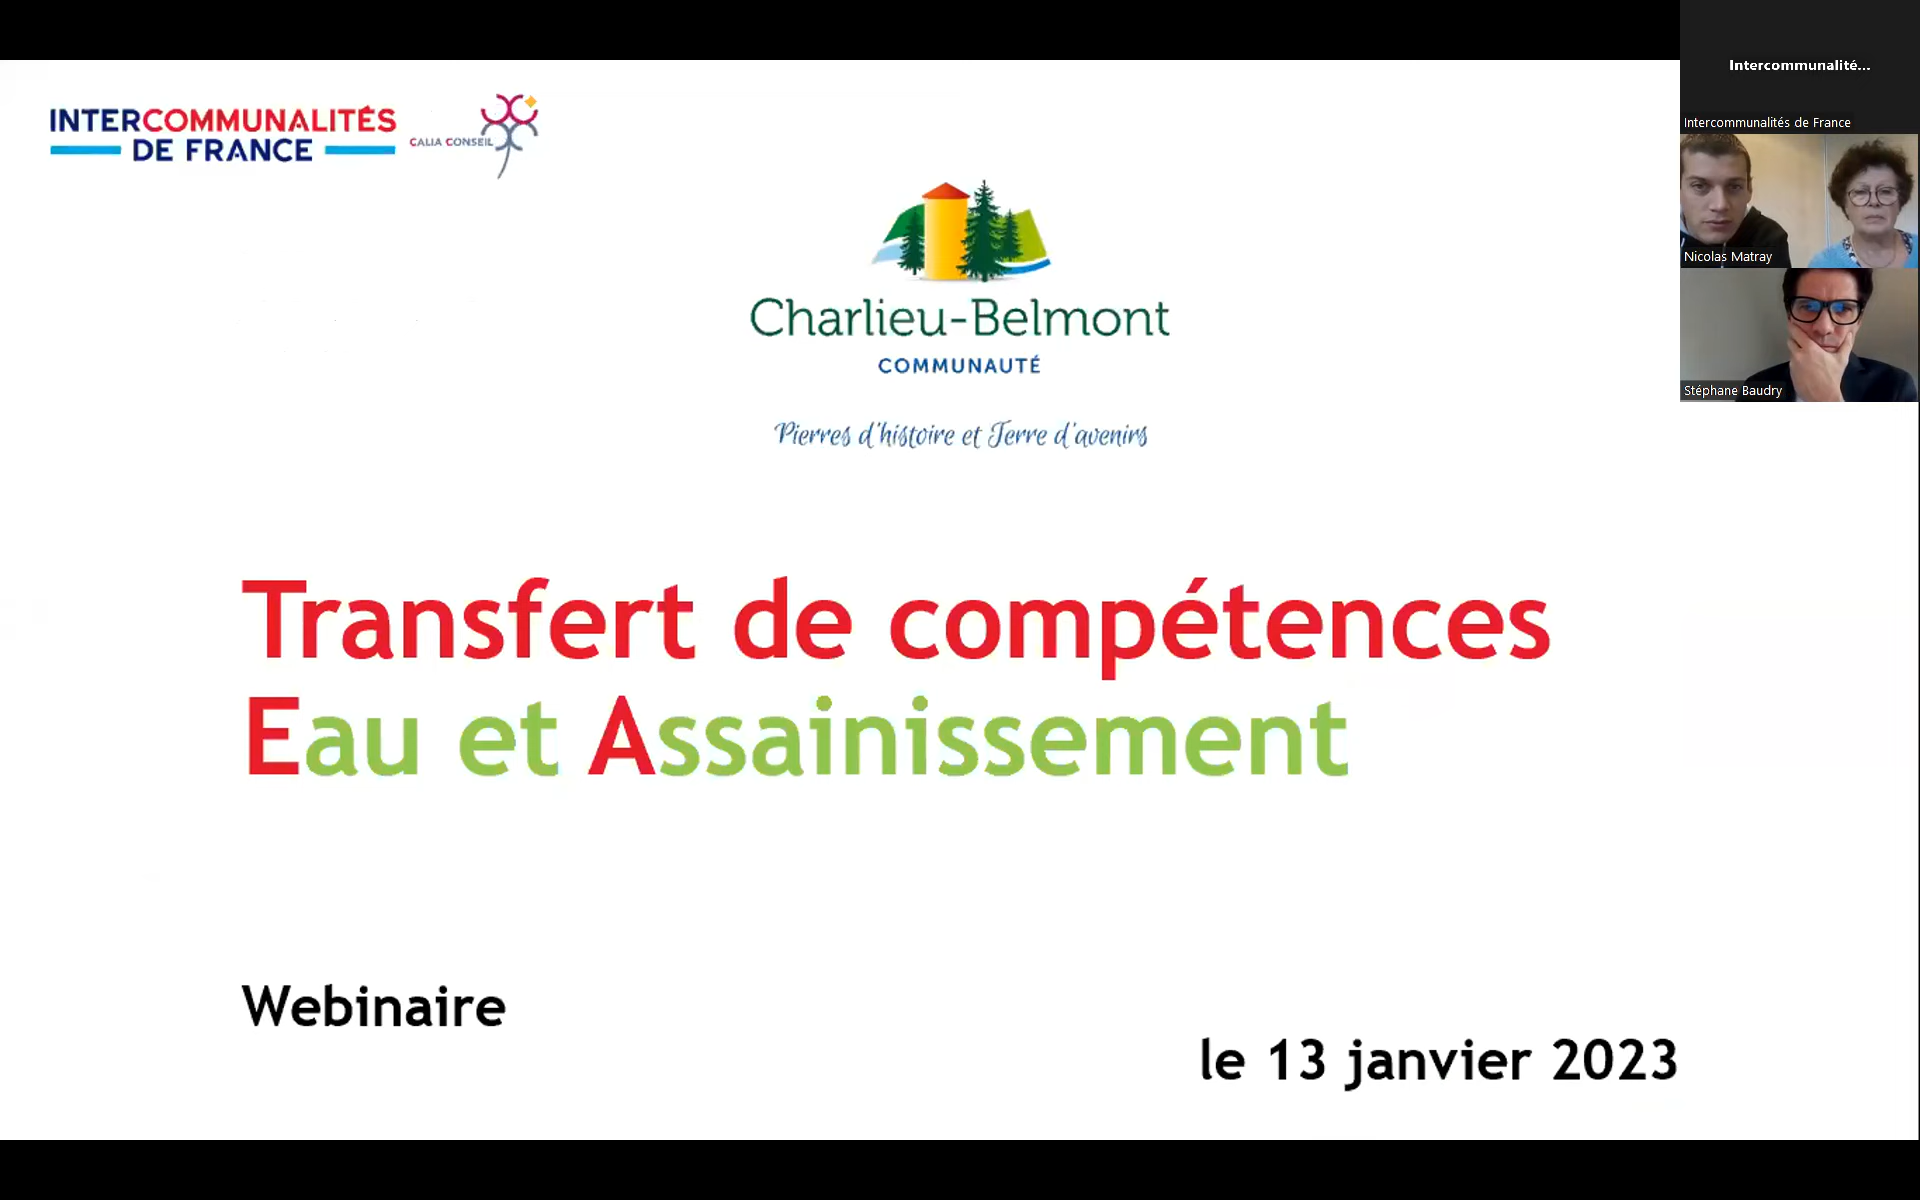 INTERCOMMUNALITÉS
DE FRANCE
CALIA CONSEIL
Charlieu-Belmont
COMMUNAUTÉ
Pierres d'histoire et Terre d'avenirs
Transfert de compétences
Eau et Assainissement
Webinaire
le 13 janvier 2023
Intercommunalité...
Intercommunalités de France
Nicolas Matray
Stéphane Baudry